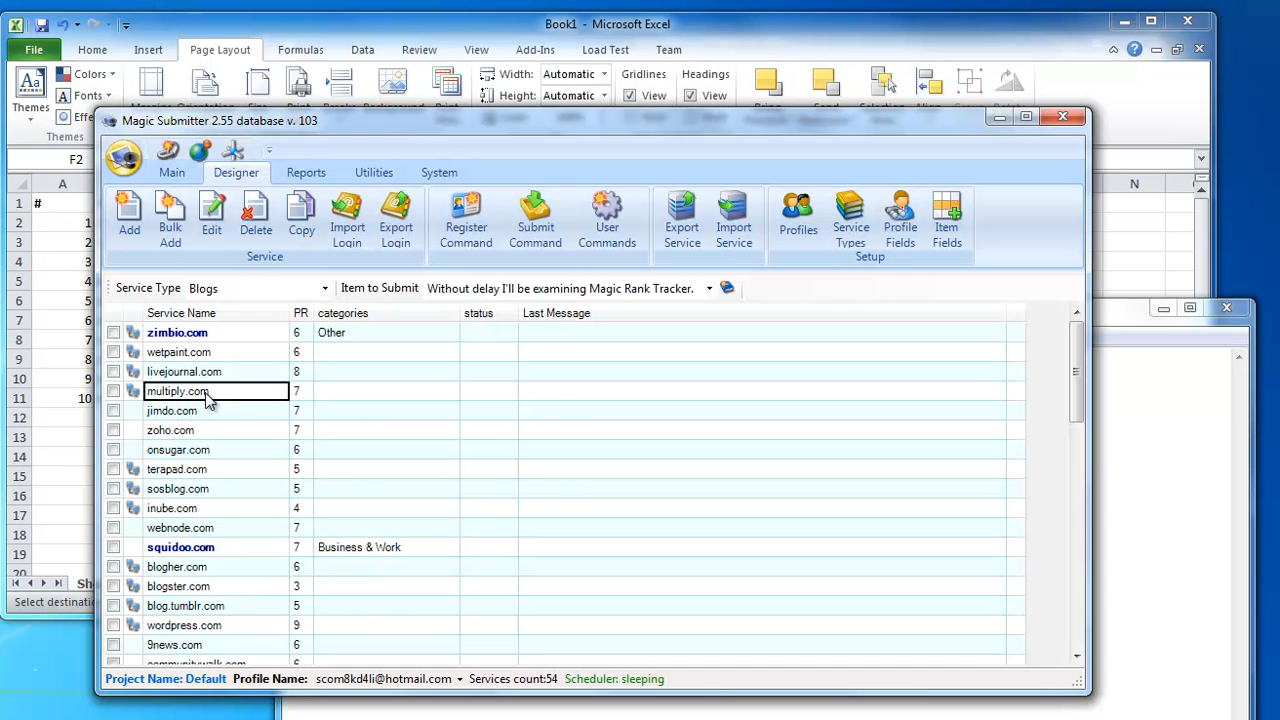 Book1 - Microsoft Excel
File Home Insert Page Layout Formulas Data Review View Add-Ins Load Test Team
Colors Width: Automatic Gridlines Headings
Aa Fonts Height: Automatic View View
Themes
Themes
F2
A N
# 
Magic Submitter 2.55 database v. 103
Main Designer Reports Utilities System
Add Bulk Add Edit Delete Copy Import Login Export Login Register Command Submit Command User Commands Export Service Import Service Profiles Service Types Profile Fields Item Fields
Service Setup
Service Type Blogs Item to Submit Without delay I'll be examining Magic Rank Tracker.
Service Name PR categories status Last Message
zimbio.com 6 Other
wetpaint.com 6
livejournal.com 8
multiply.com 7
jimdo.com 7
zoho.com 7
onsugar.com 6
terapad.com 5
sosblog.com 5
inube.com 4
webnode.com 7
squidoo.com 7 Business & Work
blogher.com 6
blogster.com 3
blog.tumblr.com 5
wordpress.com 9
9news.com 6
communitywalk.com 6
Project Name: Default Profile Name: scom8kd4li@hotmail.com Services count:54 Scheduler: sleeping
1
2 1
3 2
4 3
5 4
6 5
7 6
8 7
9 8
10 9
11 10
12
13
14
15
16
17
18
19
20
Select destinati